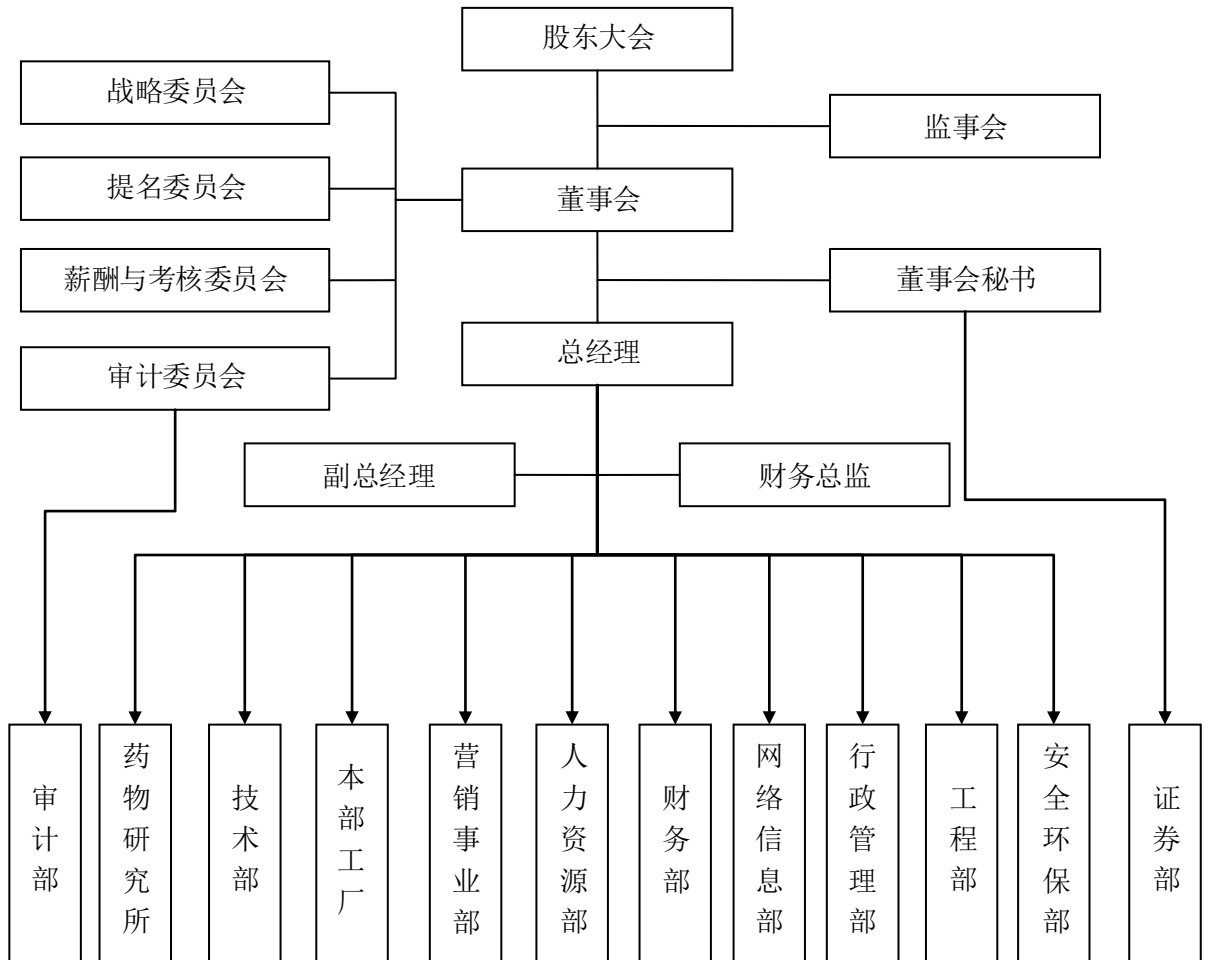 股东大会
战略委员会
监事会
提名委员会
董事会
薪酬与考核委员会
董事会秘书
总经理
审计委员会
副总经理
财务总监
审计部
药物研究所
技术部
本部工厂
营销事业部
人力资源部
财务部
网络信息部
行政管理部
工程部
安全环保部
证券部